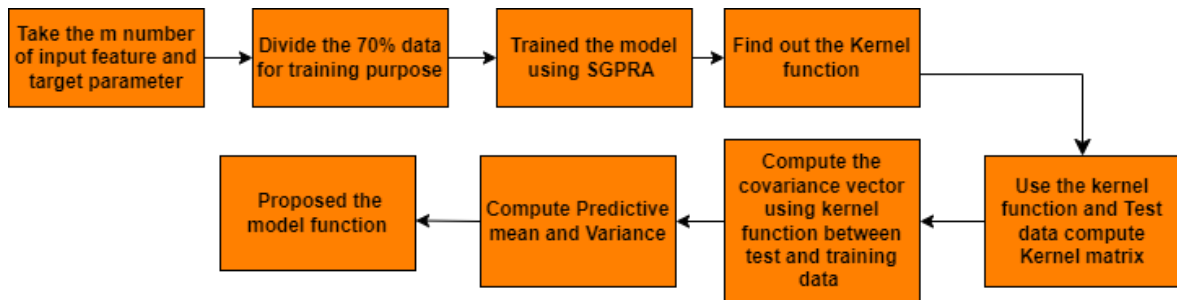 Take the m number
of input feature and
target parameter
Divide the 70% data
for training purpose
Trained the model
using SGPRA
Find out the Kernel
function
Use the kernel
function and Test
data compute
Kernel matrix
Compute the
covariance vector
using kernel
function between
test and training
data
Compute Predictive
mean and Variance
Proposed the
model function